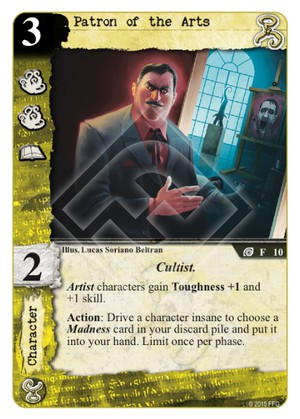 3
Patron of the Arts
Illus. Lucas Soriano Beltran
F 10
2
Cultist.
Artist characters gain Toughness +1 and
+1 skill.
Action: Drive a character insane to choose a
Madness card in your discard pile and put it
into your hand. Limit once per phase.
Character
© 2015 FFG